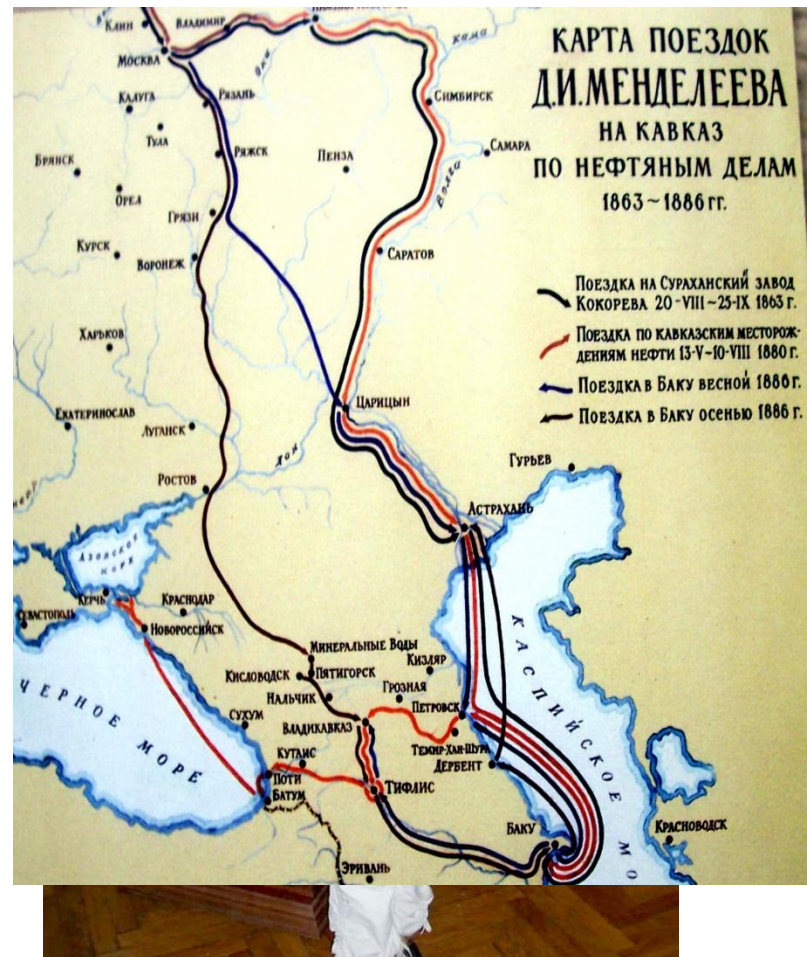 КАРТА ПОЕЗДОК
Д.И.МЕНДЕЛЕЕВА
НА КАВКАЗ
ПО НЕФТЯНЫМ ДЕЛАМ
1863~1886 гг.
Поездка на Сураханский завод
Кокорева 20-VIII~25-IX 1863 г.
Поездка по кавказским месторож-
дениям нефти 13-V~10-VIII 1880 г.
Поездка в Баку весной 1886 г.
Поездка в Баку осенью 1886 г.
Клин
Владимир
Москва
Кама
Ока
Калуга
Рязань
Симбирск
Тула
Ряжск
Пенза
Самара
Брянск
Орел
Волга
Грязи
Курск
Воронеж
Саратов
Харьков
Царицын
Екатеринослав
Луганск
Дон
Гурьев
Ростов
Астрахань
Азовское
море
Керчь
Краснодар
Севастополь
Новороссийск
Минеральные Воды
Кизляр
Кисловодск
Пятигорск
Грозная
Нальчик
Петровск
ЧЕРНОЕ МОРЕ
Сухум
Владикавказ
Темир-Хан-Шура
Кутаис
Дербент
Поти
Тифлис
Батум
КАСПИЙСКОЕ МО
Баку
Красноводск
Эривань